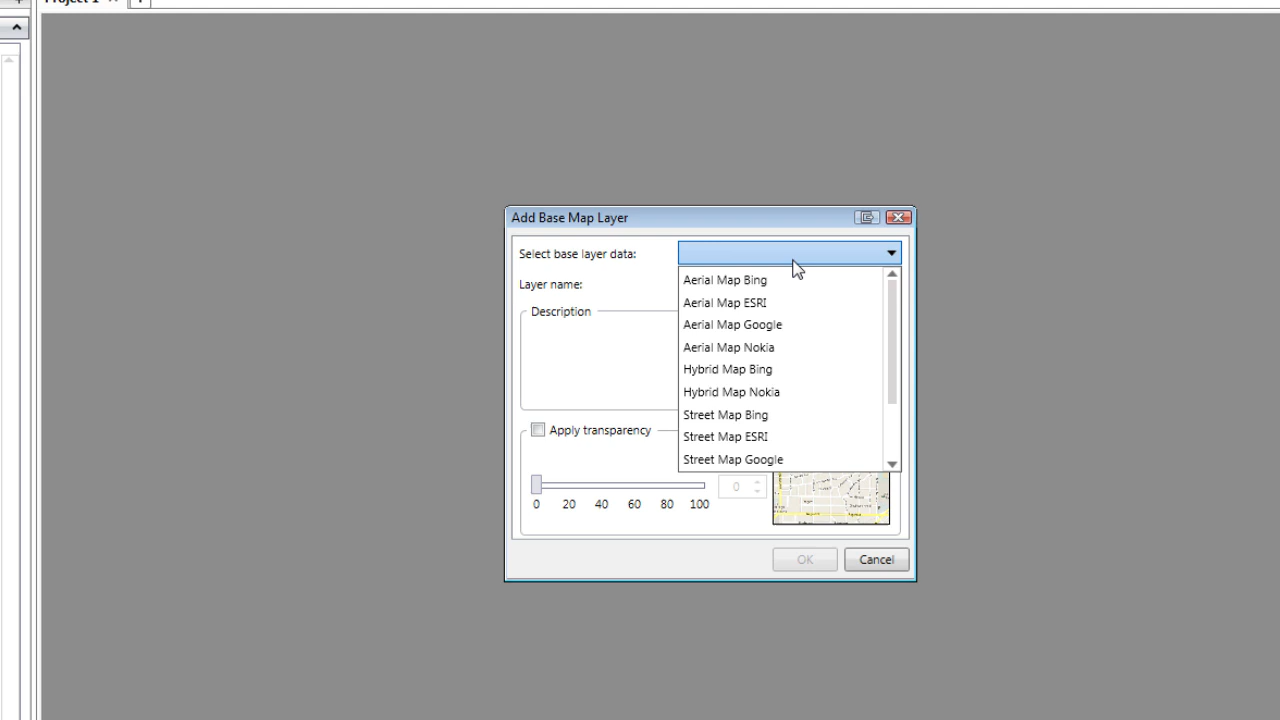 Project 1
Add Base Map Layer
Select base layer data:
Layer name:
Description
Aerial Map Bing
Aerial Map ESRI
Aerial Map Google
Aerial Map Nokia
Hybrid Map Bing
Hybrid Map Nokia
Street Map Bing
Street Map ESRI
Street Map Google
Apply transparency
0
0 20 40 60 80 100
OK Cancel